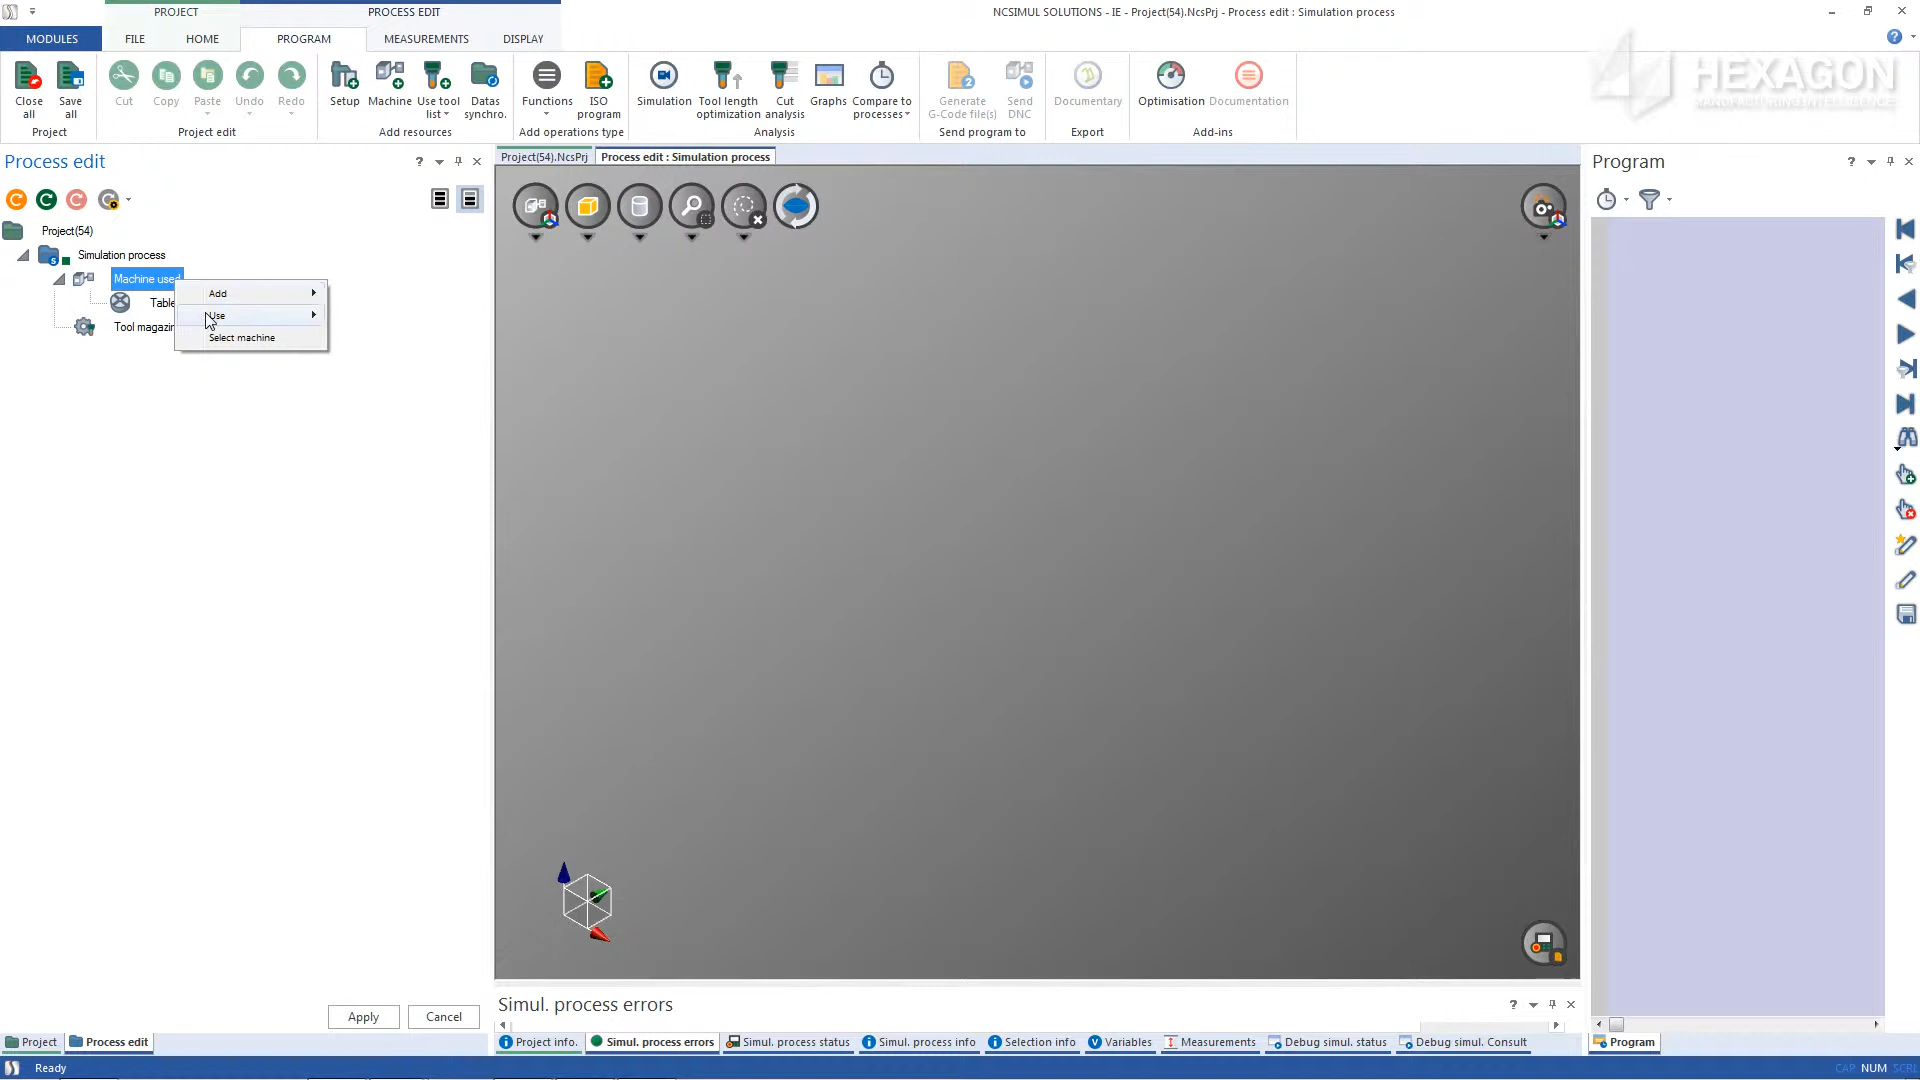 PROJECT PROCESS EDIT NCSIMUL SOLUTIONS - IE - Project(54).NcsPrj - Process edit : Simulation process
MODULES FILE HOME PROGRAM MEASUREMENTS DISPLAY
HEXAGON
MANUFACTURING INTELLIGENCE
Close all Save all Cut Copy Paste Undo Redo Setup Machine Use tool list Datas synchro. Functions ISO program Simulation Tool length optimization Cut analysis Graphs Compare to processes Generate G-Code file(s) Send DNC Documentary Optimisation Documentation
Project Project edit Add resources Add operations type Analysis Send program to Export Add-ins
Process edit
Project(54).NcsPrj Process edit : Simulation process
Program
Project(54)
Simulation process
Machine used
Table
Tool magazin
Add
Use
Select machine
Apply Cancel
Simul. process errors
Project Process edit
Project info. Simul. process errors Simul. process status Simul. process info Selection info Variables Measurements Debug simul. status Debug simul. Consult
Program
Ready
CAP NUM SCRL